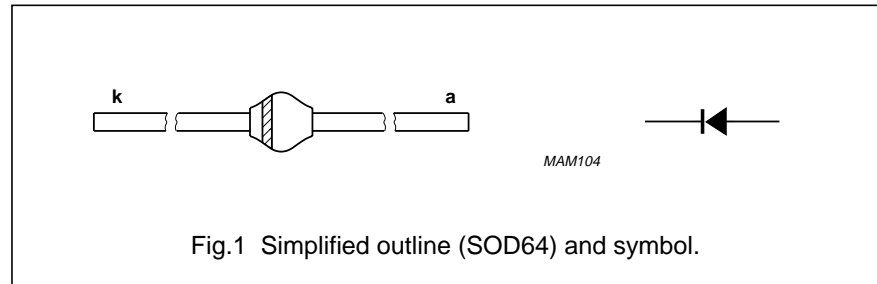 k a
MAM104
Fig.1 Simplified outline (SOD64) and symbol.